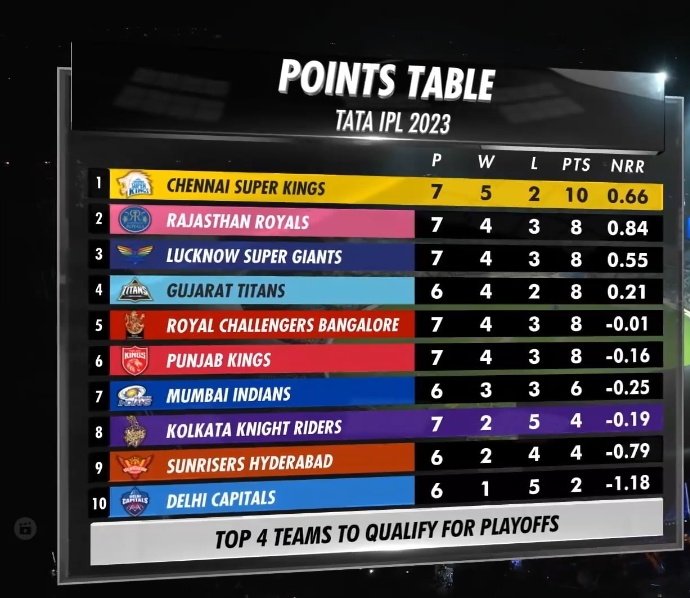 POINTS TABLE
TATA IPL 2023
P W L PTS NRR
1 CHENNAI SUPER KINGS 7 5 2 10 0.66
2 RAJASTHAN ROYALS 7 4 3 8 0.84
3 LUCKNOW SUPER GIANTS 7 4 3 8 0.55
4 TITANS GUJARAT TITANS 6 4 2 8 0.21
5 ROYAL CHALLENGERS BANGALORE 7 4 3 8 -0.01
6 KINGS PUNJAB KINGS 7 4 3 8 -0.16
7 MUMBAI INDIANS 6 3 3 6 -0.25
8 KOLKATA KNIGHT RIDERS 7 2 5 4 -0.19
9 SUNRISERS HYDERABAD 6 2 4 4 -0.79
10 DELHI CAPITALS DELHI CAPITALS 6 1 5 2 -1.18
TOP 4 TEAMS TO QUALIFY FOR PLAYOFFS